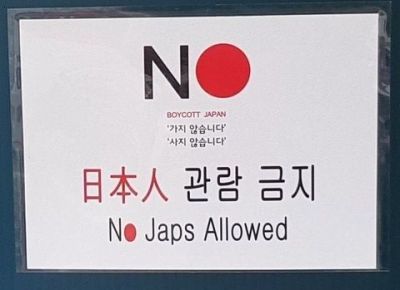 NO
BOYCOTT JAPAN
'가지 않습니다'
'사지 않습니다'
日本人 관람 금지
No Japs Allowed